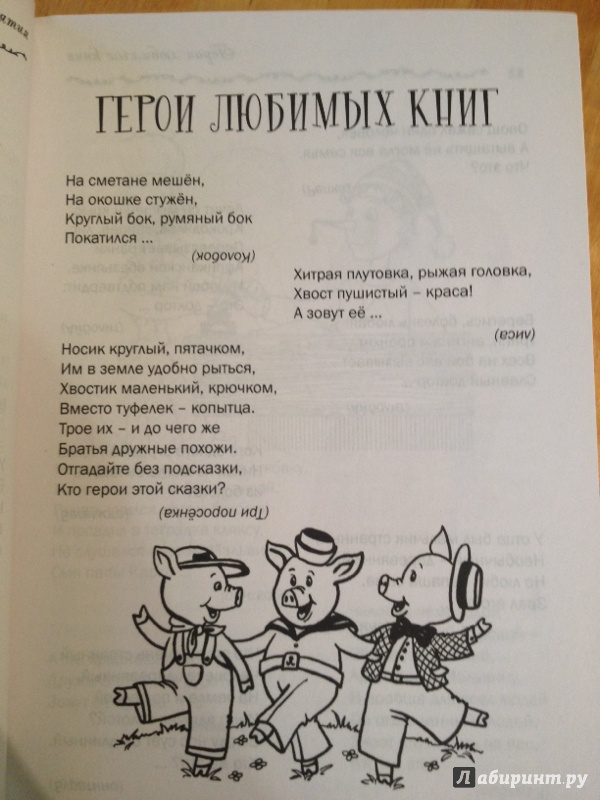 ГЕРОИ ЛЮБИМЫХ КНИГ
На сметане мешён,
На окошке стужён,
Круглый бок, румяный бок
Покатился ...
(Колобок)
Хитрая плутовка, рыжая головка,
Хвост пушистый – краса!
А зовут её ...
(лиса)
Носик круглый, пятачком,
Им в земле удобно рыться,
Хвостик маленький, крючком,
Вместо туфелек – копытца.
Трое их – и до чего же
Братья дружные похожи.
Отгадайте без подсказки,
Кто герои этой сказки?
(Три поросёнка)
Лабиринт.ру